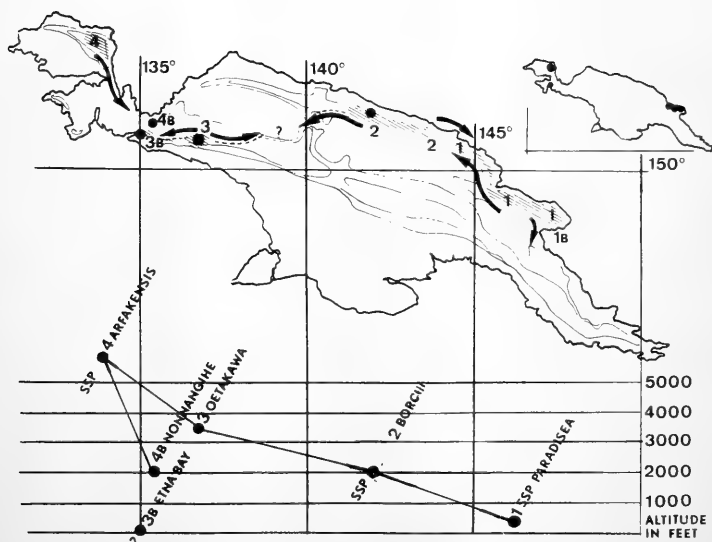 4
135°
140°
4B
3
3B
?
2
2
145°
1
150°
1
1
1B
4 ARFAKENSIS
SSP
4B NONNANGIHE
3 OETAKAWA
3B ETNA BAY
2 BORCHI
SSP
1 SSP PARADISEA
5000
4000
3000
2000
1000
ALTITUDE
IN FEET
?